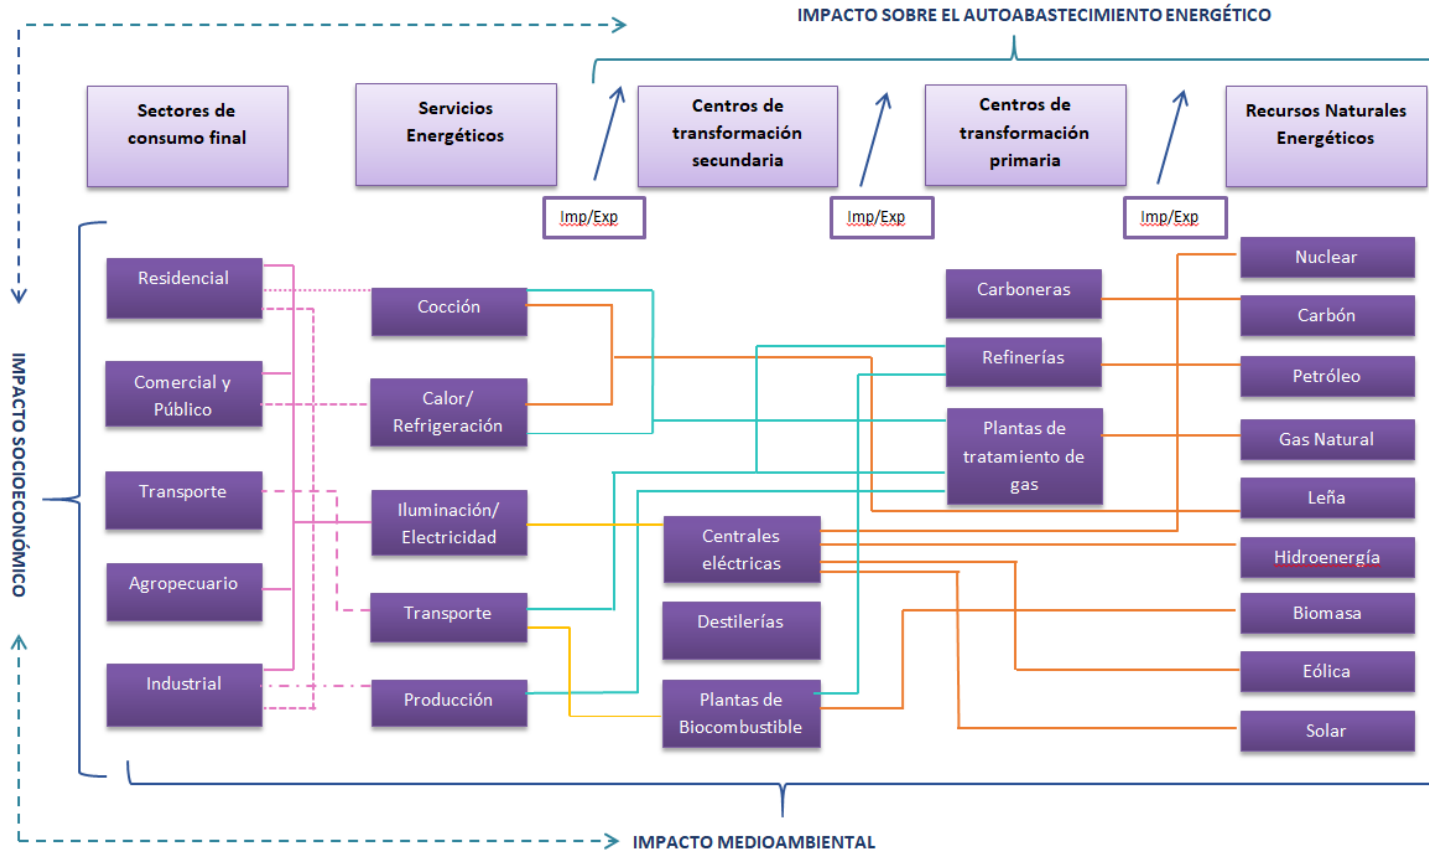 IMPACTO SOBRE EL AUTOABASTECIMIENTO ENERGÉTICO
Sectores de
consumo final
Servicios
Energéticos
Centros de
transformación
secundaria
Centros de
transformación
primaria
Recursos Naturales
Energéticos
Imp/Exp
Imp/Exp
Imp/Exp
IMPACTO SOCIOECONÓMICO
Residencial
Comercial y
Público
Transporte
Agropecuario
Industrial
Cocción
Calor/
Refrigeración
Iluminación/
Electricidad
Transporte
Producción
Centrales
eléctricas
Destilerías
Plantas de
Biocombustible
Carboneras
Refinerías
Plantas de
tratamiento de
gas
Nuclear
Carbón
Petróleo
Gas Natural
Leña
Hidroenergía
Biomasa
Eólica
Solar
IMPACTO MEDIOAMBIENTAL